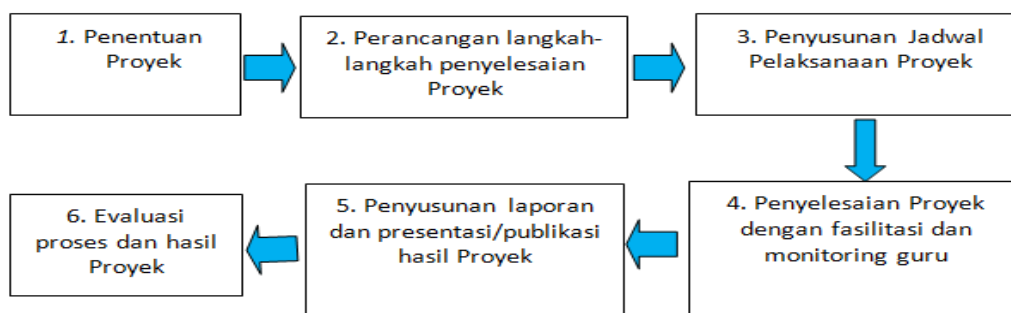 1. Penentuan
Proyek
2. Perancangan langkah-
langkah penyelesaian
Proyek
3. Penyusunan Jadwal
Pelaksanaan Proyek
4. Penyelesaian Proyek
dengan fasilitasi dan
monitoring guru
5. Penyusunan laporan
dan presentasi/publikasi
hasil Proyek
6. Evaluasi
proses dan hasil
Proyek